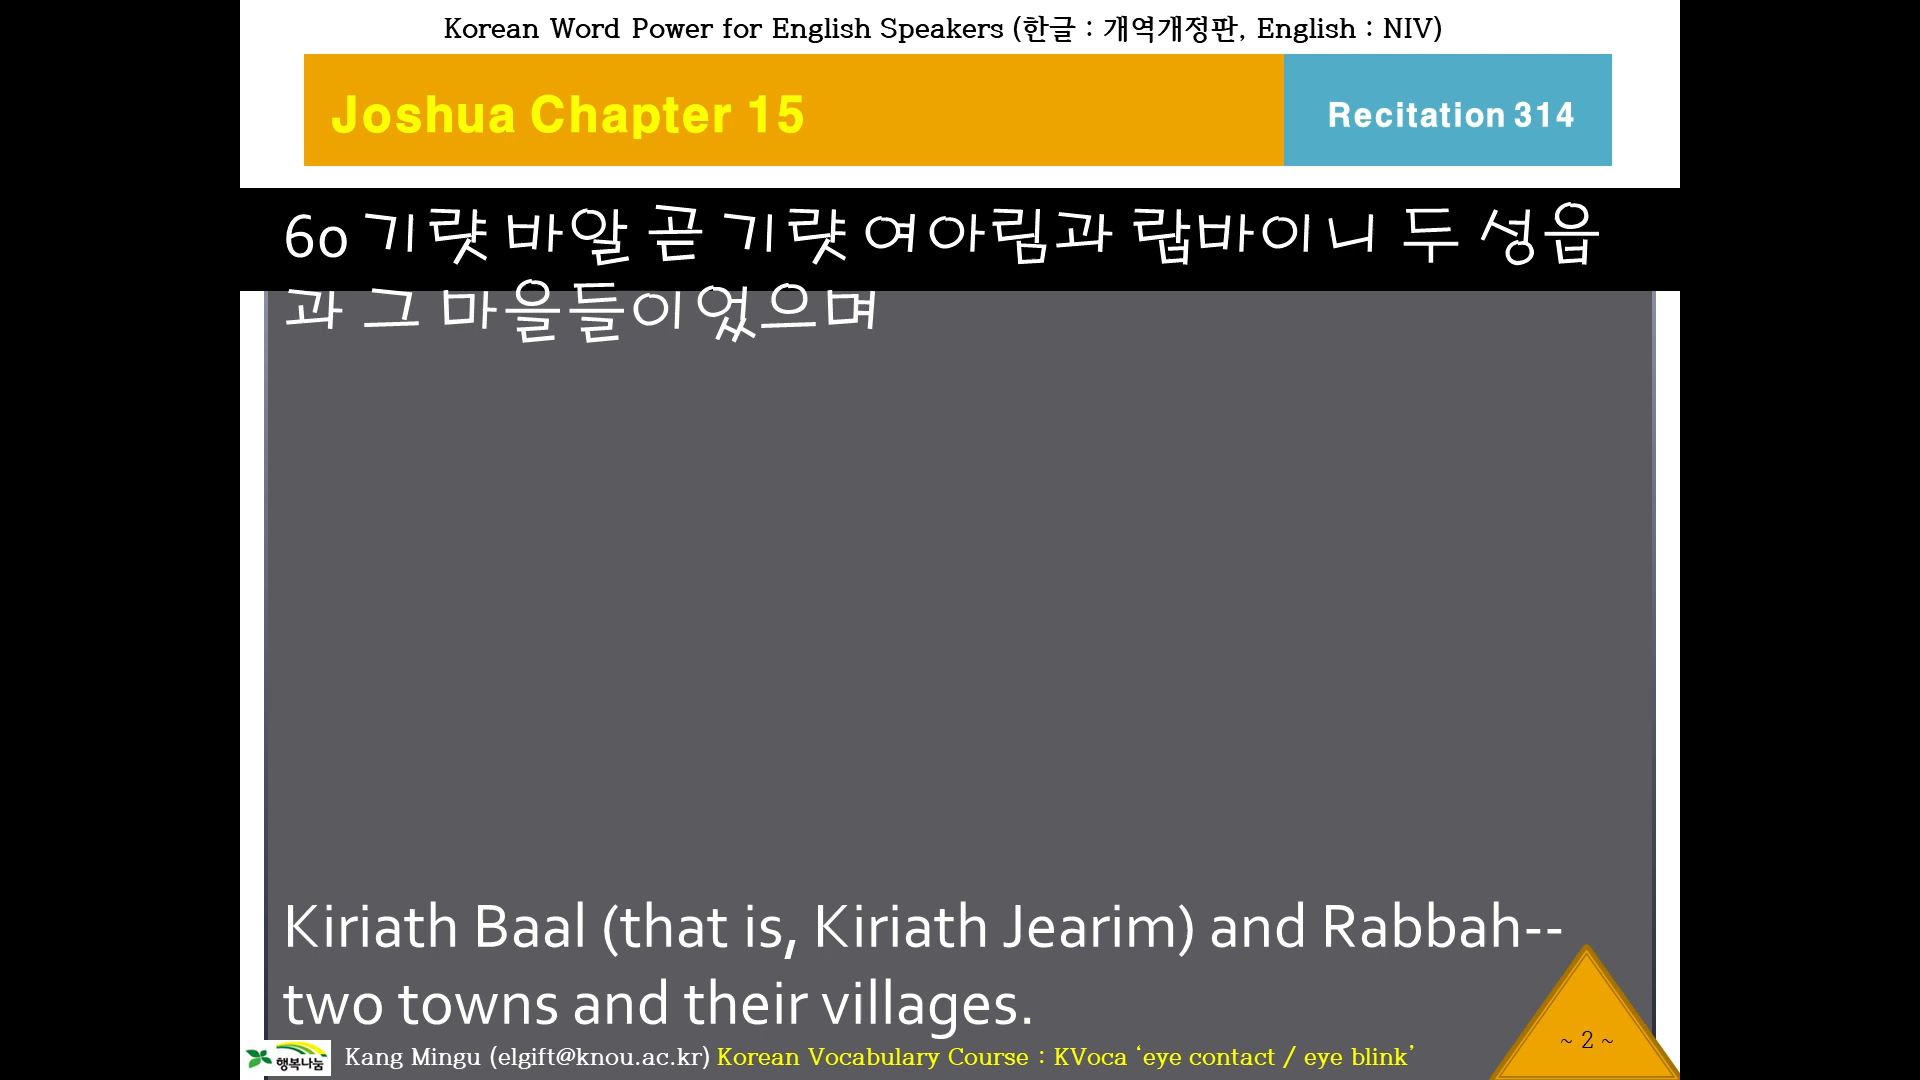 Korean Word Power for English Speakers (한글 : 개역개정판, English : NIV)
Joshua Chapter 15
Recitation 314
60 기럇 바알 곧 기럇 여아림과 랍바이니 두 성읍
과 그 마을들이었으며
Kiriath Baal (that is, Kiriath Jearim) and Rabbah--
two towns and their villages.
~ 2 ~
행복나눔
Kang Mingu (elgift@knou.ac.kr) Korean Vocabulary Course : KVoca ‘eye contact / eye blink’